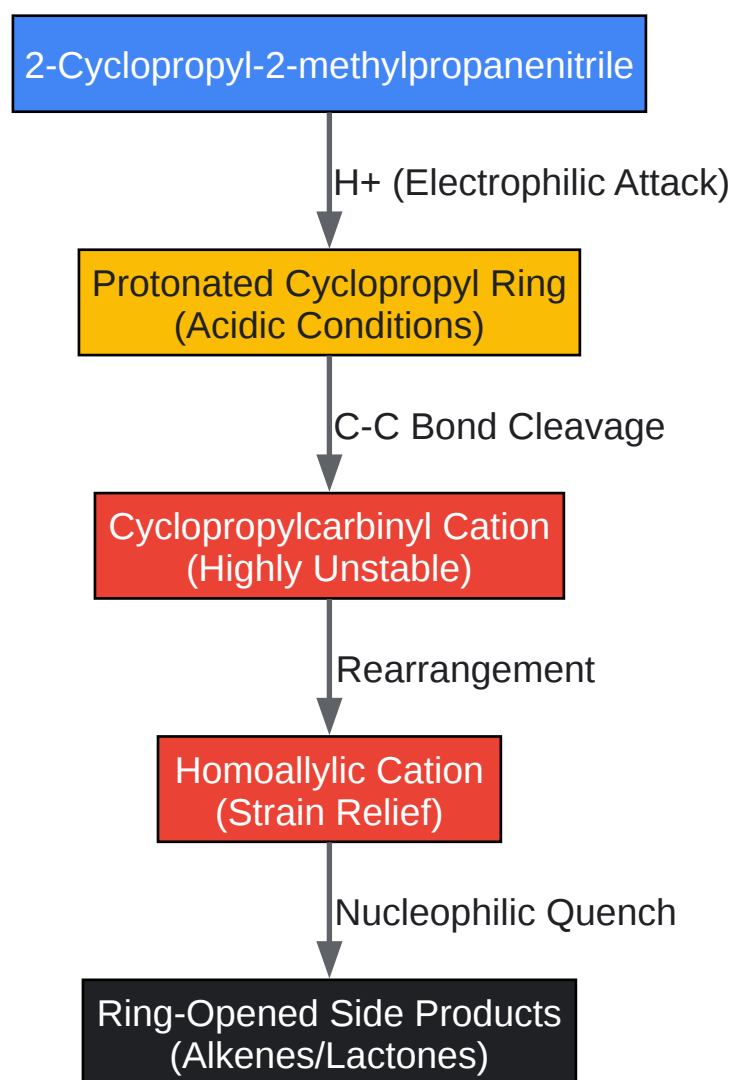 2-Cyclopropyl-2-methylpropanenitrile
H+ (Electrophilic Attack)
Protonated Cyclopropyl Ring
(Acidic Conditions)
C-C Bond Cleavage
Cyclopropylcarbinyl Cation
(Highly Unstable)
Rearrangement
Homoallylic Cation
(Strain Relief)
Nucleophilic Quench
Ring-Opened Side Products
(Alkenes/Lactones)